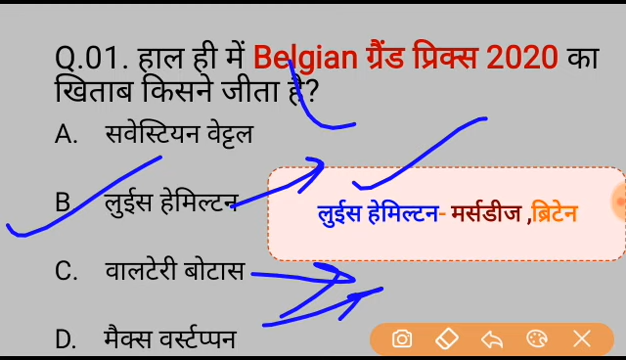 Q.01. हाल ही में Belgian ग्रैंड प्रिक्स 2020 का
खिताब किसने जीता है?
A. सवेस्टियन वेट्टल
B लुईस हेमिल्टन
लुईस हेमिल्टन- मर्सडीज ,ब्रिटेन
C. वालटेरी बोटास
D. मैक्स वर्स्टप्पन